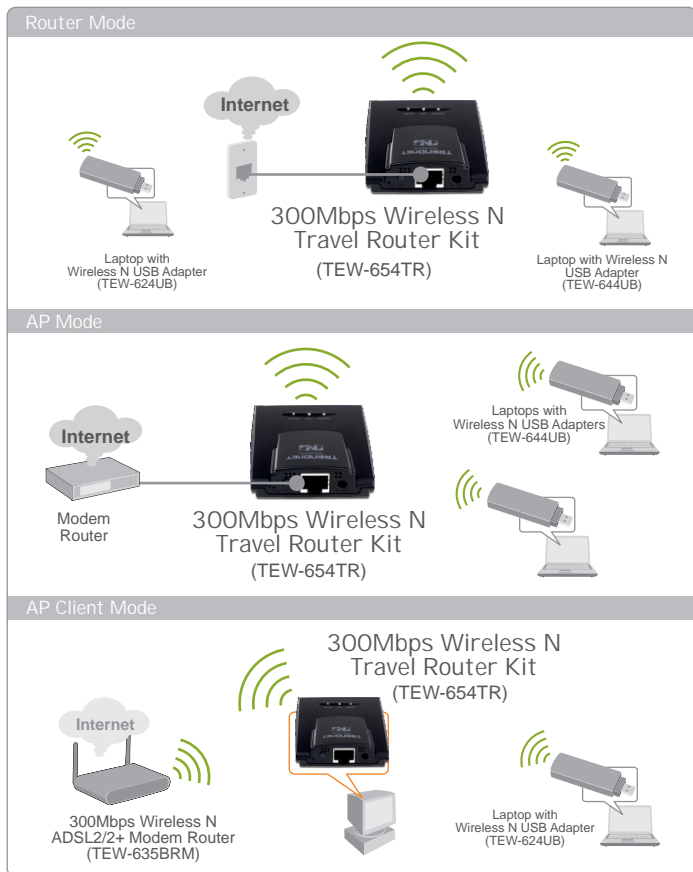 Router Mode
Internet
TRENDNET
300Mbps Wireless N
Travel Router Kit
(TEW-654TR)
Laptop with
Wireless N USB Adapter
(TEW-624UB)
Laptop with Wireless N
USB Adapter
(TEW-644UB)
AP Mode
Internet
TRENDNET
Modem
Router
300Mbps Wireless N
Travel Router Kit
(TEW-654TR)
Laptops with
Wireless N USB Adapters
(TEW-644UB)
AP Client Mode
300Mbps Wireless N
Travel Router Kit
(TEW-654TR)
Internet
TRENDNET
300Mbps Wireless N
ADSL2/2+ Modem Router
(TEW-635BRM)
Laptop with
Wireless N USB Adapter
(TEW-624UB)